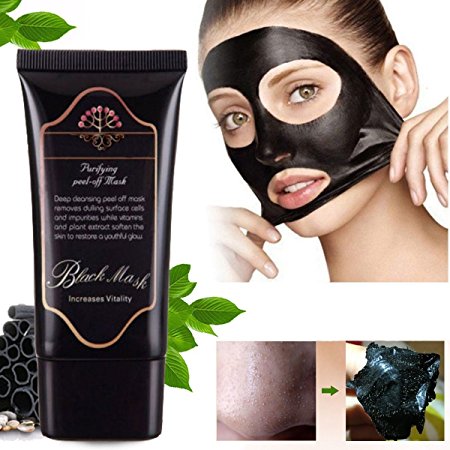 Purifying
peel-off Mask
Deep cleansing peel off mask
removes dulling surface cells
and impurities while vitamins
and plant extract soften the
skin to restore a youthful glow.
Black Mask
Increases Vitality